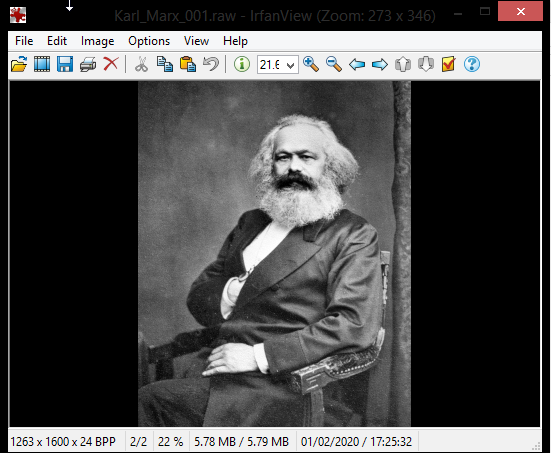 Karl_Marx_001.raw - IrfanView (Zoom: 273 x 346)
File Edit Image Options View Help
21.6
1263 x 1600 x 24 BPP 2/2 22 % 5.78 MB / 5.79 MB 01/02/2020 / 17:25:32